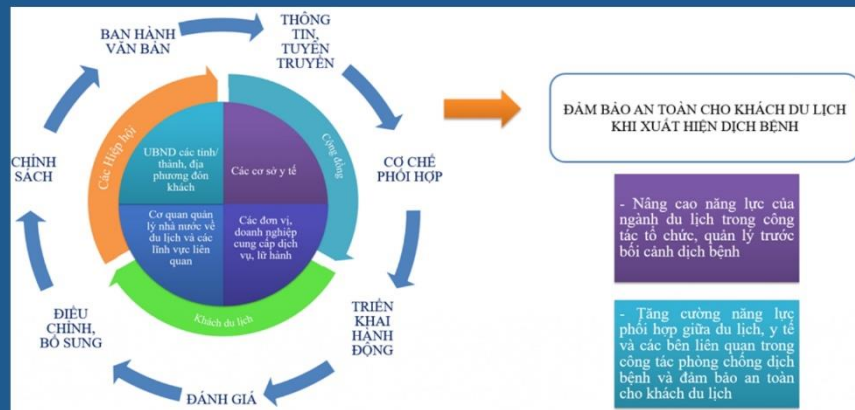 BAN HÀNH
VĂN BẢN
THÔNG
TIN,
TUYÊN
TRUYỀN
CƠ CHẾ
PHỐI HỢP
TRIỂN
KHAI
HÀNH
ĐỘNG
ĐÁNH GIÁ
ĐIỀU
CHỈNH,
BỔ SUNG
CHÍNH
SÁCH
Các Hiệp hội
Cộng đồng
Khách du lịch
UBND các tỉnh/
thành, địa
phương đón
khách
Các cơ sở y tế
Cơ quan quản
lý nhà nước về
du lịch và các
lĩnh vực liên
quan
Các đơn vị,
doanh nghiệp
cung cấp dịch
vụ, lữ hành
ĐẢM BẢO AN TOÀN CHO KHÁCH DU LỊCH
KHI XUẤT HIỆN DỊCH BỆNH
- Nâng cao năng lực của
ngành du lịch trong công
tác tổ chức, quản lý trước
bối cảnh dịch bệnh
- Tăng cường năng lực
phối hợp giữa du lịch, y tế
và các bên liên quan trong
công tác phòng chống dịch
bệnh và đảm bảo an toàn
cho khách du lịch